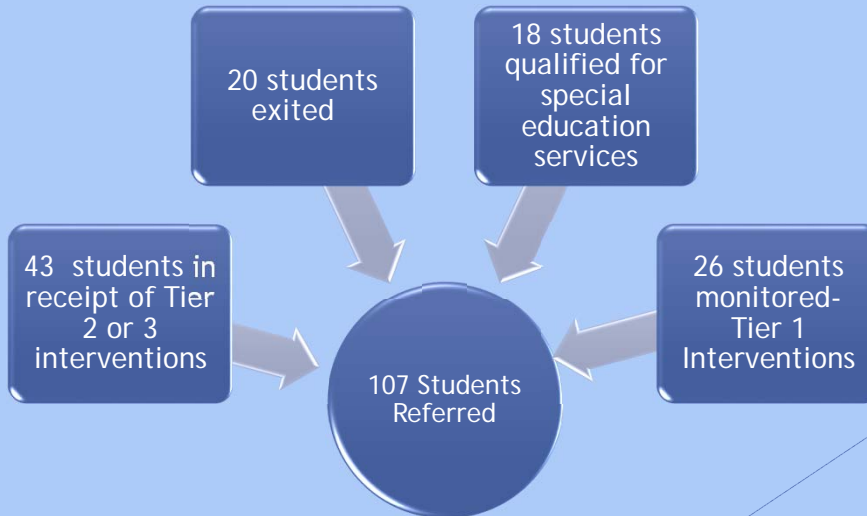 20 students
exited
18 students
qualified for
special
education
services
43 students in
receipt of Tier
2 or 3
interventions
26 students
monitored-
Tier 1
Interventions
107 Students
Referred